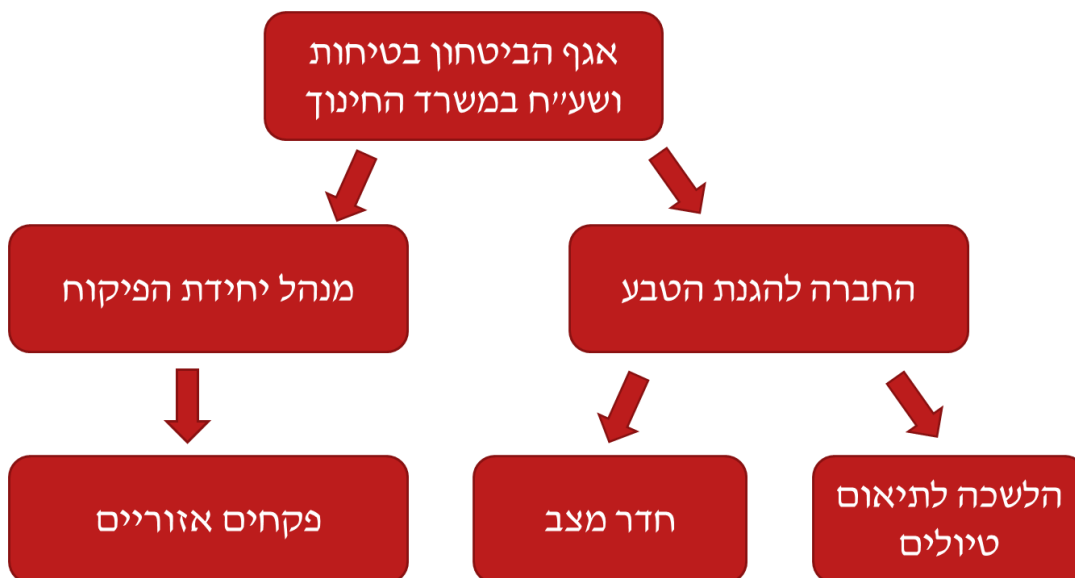 אגף הביטחון בטיחות
ושע״ח במשרד החינוך
החברה להגנת הטבע
מנהל יחידת הפיקוח
הלשכה לתיאום
טיולים
חדר מצב
פקחים אזוריים